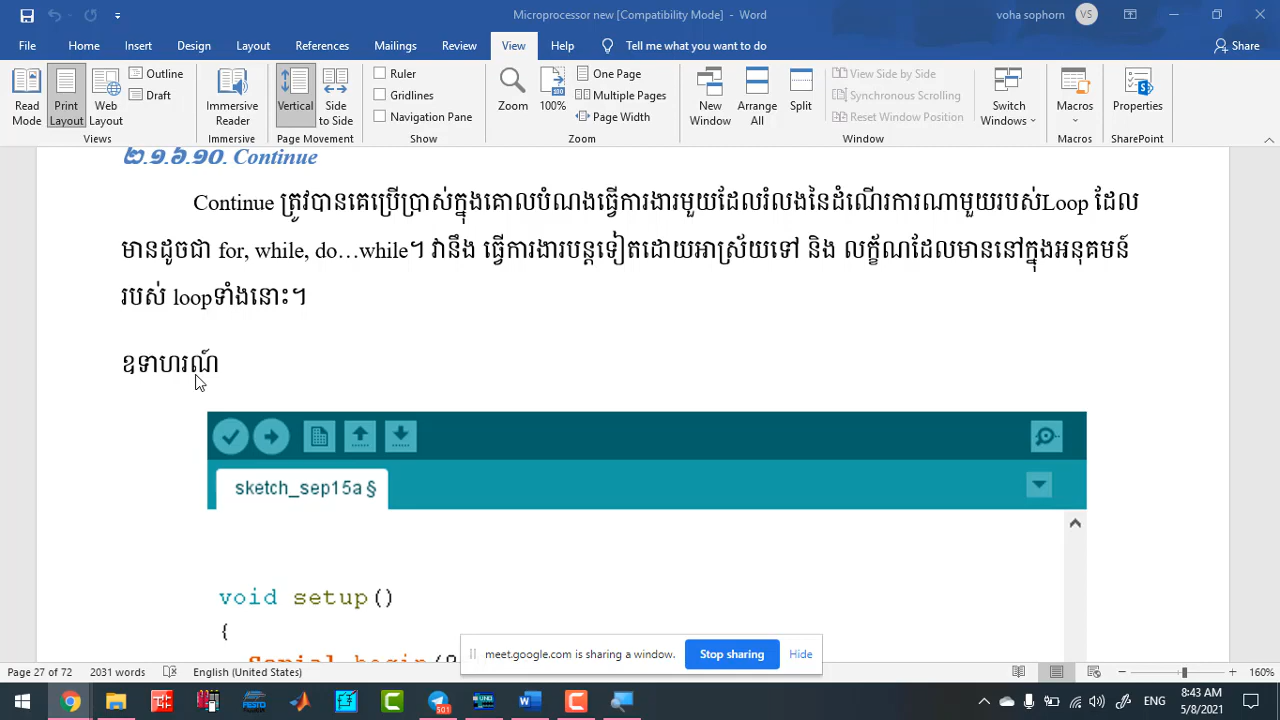 Microprocessor new [Compatibility Mode] - Word
voha sophorn VS
File Home Insert Design Layout References Mailings Review View Help Tell me what you want to do Share
Read Mode
Print Layout
Web Layout
Outline
Draft
Views
Immersive Reader
Immersive
Vertical
Side to Side
Page Movement
Ruler
Gridlines
Navigation Pane
Show
Zoom
100%
One Page
Multiple Pages
Page Width
Zoom
New Window
Arrange All
Split
View Side by Side
Synchronous Scrolling
Reset Window Position
Window
Switch Windows
Macros
Macros
Properties
SharePoint
២.១.៦.១០. Continue
Continue ត្រូវបានគេប្រើប្រាស់ក្នុងគោលបំណងធ្វើការងារមួយដែលរំលងនៃដំណើរការណាមួយរបស់Loop ដែល
មានដូចជា for, while, do…while។ វានឹង ធ្វើការងារបន្តទៀតដោយអាស្រ័យទៅ និង លក្ខ័ណដែលមាននៅក្នុងអនុគមន៍
របស់ loopទាំងនោះ។
ឧទាហរណ៍
sketch_sep15a §
void setup()
{
meet.google.com is sharing a window. Stop sharing Hide
Page 27 of 72 2031 words English (United States) 160%
ENG 8:43 AM
5/8/2021